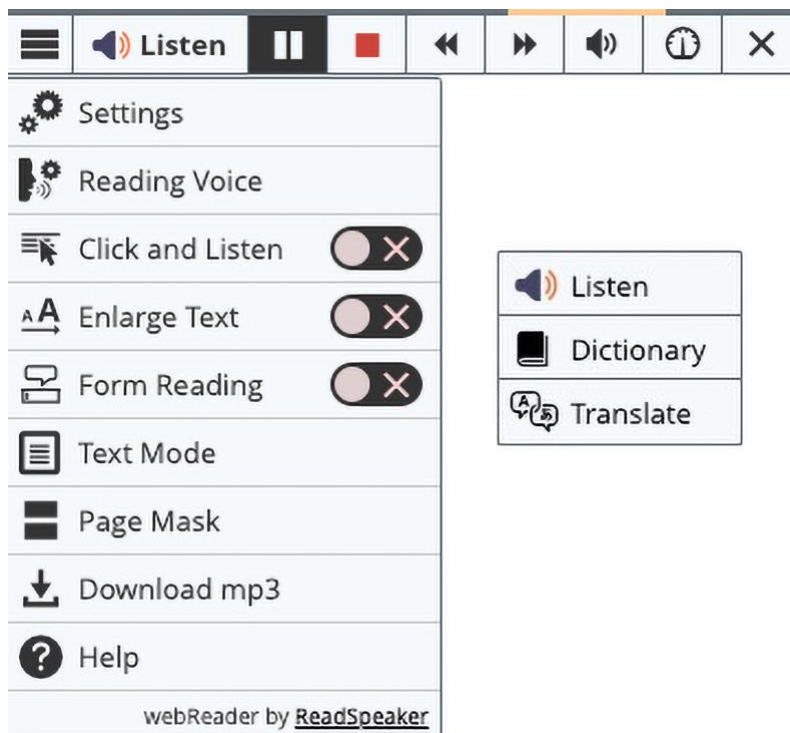 Listen
Settings
Reading Voice
Click and Listen
Enlarge Text
Form Reading
Text Mode
Page Mask
Download mp3
Help
webReader by ReadSpeaker
Listen
Dictionary
Translate